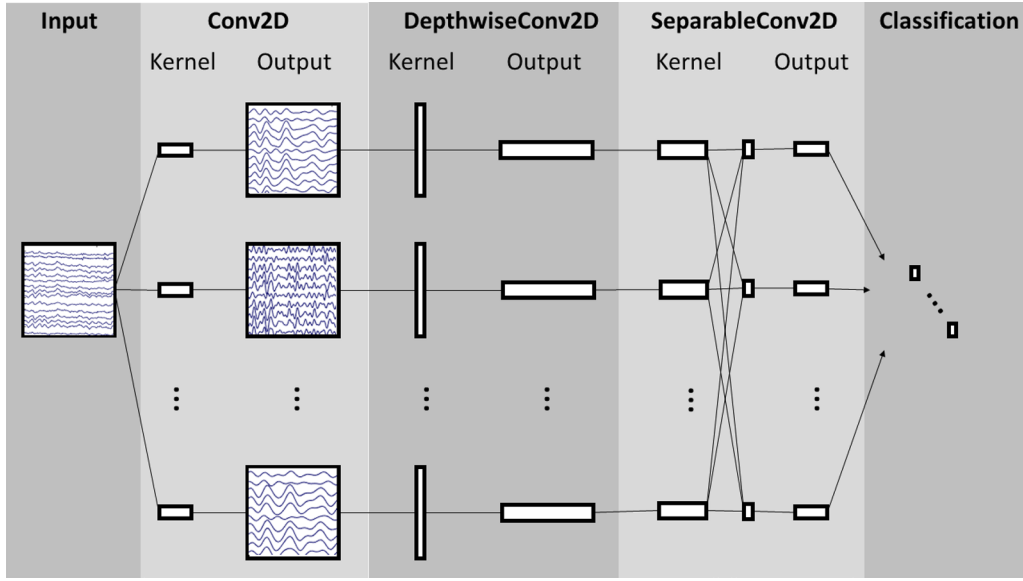 Input Conv2D DepthwiseConv2D SeparableConv2D Classification
Kernel Output Kernel Output Kernel Output